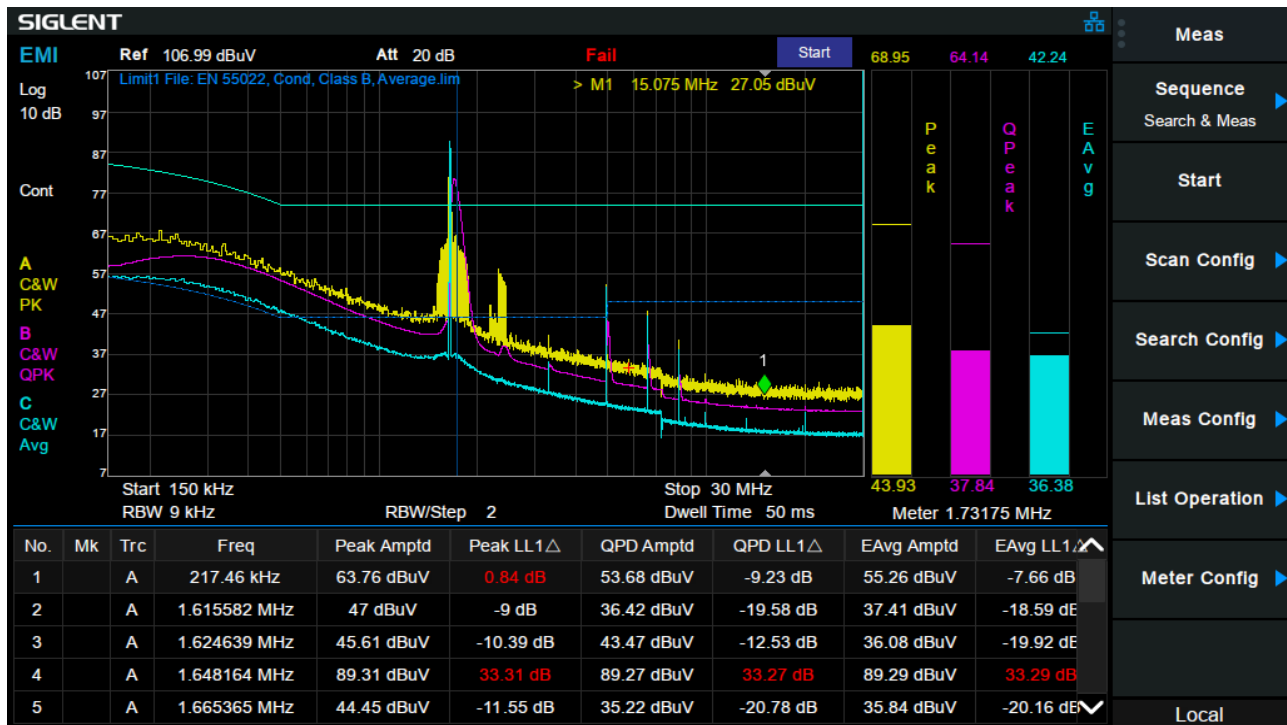 SIGLENT
EMI
Ref 106.99 dBuV Att 20 dB Fail Start 68.95 64.14 42.24
Limit1 File: EN 55022, Cond, Class B, Average.lim
> M1 15.075 MHz 27.05 dBuV
Log
10 dB
Cont
A
C&W
PK
B
C&W
QPK
C
C&W
Avg
107
97
87
77
67
57
47
37
27
17
7
1
Peak
QPeak
EAvg
Start 150 kHz Stop 30 MHz 43.93 37.84 36.38
RBW 9 kHz RBW/Step 2 Dwell Time 50 ms Meter 1.73175 MHz
No. Mk Trc Freq Peak Amptd Peak LL1△ QPD Amptd QPD LL1△ EAvg Amptd EAvg LL1△
1 A 217.46 kHz 63.76 dBuV 0.84 dB 53.68 dBuV -9.23 dB 55.26 dBuV -7.66 dB
2 A 1.615582 MHz 47 dBuV -9 dB 36.42 dBuV -19.58 dB 37.41 dBuV -18.59 dB
3 A 1.624639 MHz 45.61 dBuV -10.39 dB 43.47 dBuV -12.53 dB 36.08 dBuV -19.92 dB
4 A 1.648164 MHz 89.31 dBuV 33.31 dB 89.27 dBuV 33.27 dB 89.29 dBuV 33.29 dB
5 A 1.665365 MHz 44.45 dBuV -11.55 dB 35.22 dBuV -20.78 dB 35.84 dBuV -20.16 dB
Meas
Sequence
Search & Meas
Start
Scan Config
Search Config
Meas Config
List Operation
Meter Config
Local